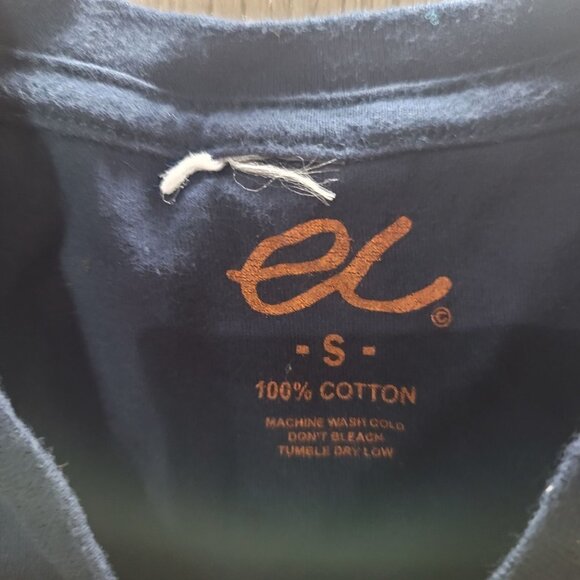 el ©
- S -
100% COTTON
MACHINE WASH COLD
DON'T BLEACH
TUMBLE DRY LOW